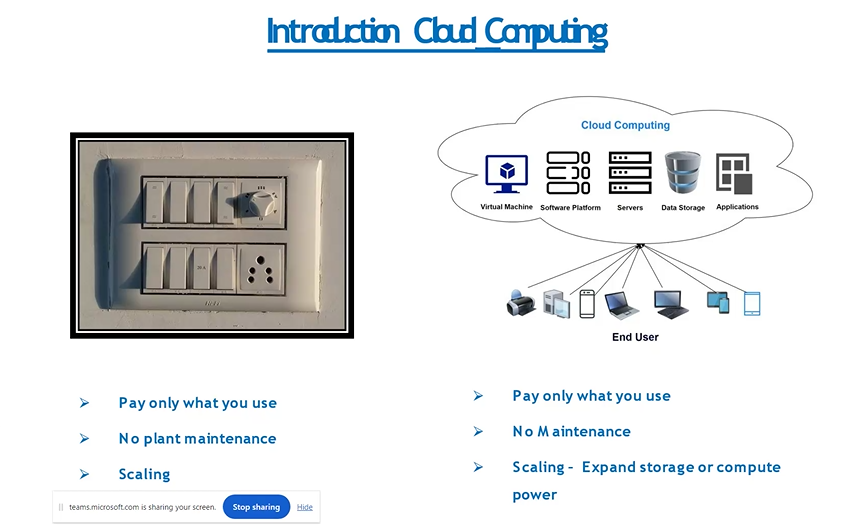 Introduction Cloud Computing
Cloud Computing
Virtual Machine Software Platform Servers Data Storage Applications
End User
Pay only what you use
No plant maintenance
Scaling
Pay only what you use
No Maintenance
Scaling - Expand storage or compute
power
teams.microsoft.com is sharing your screen. Stop sharing Hide